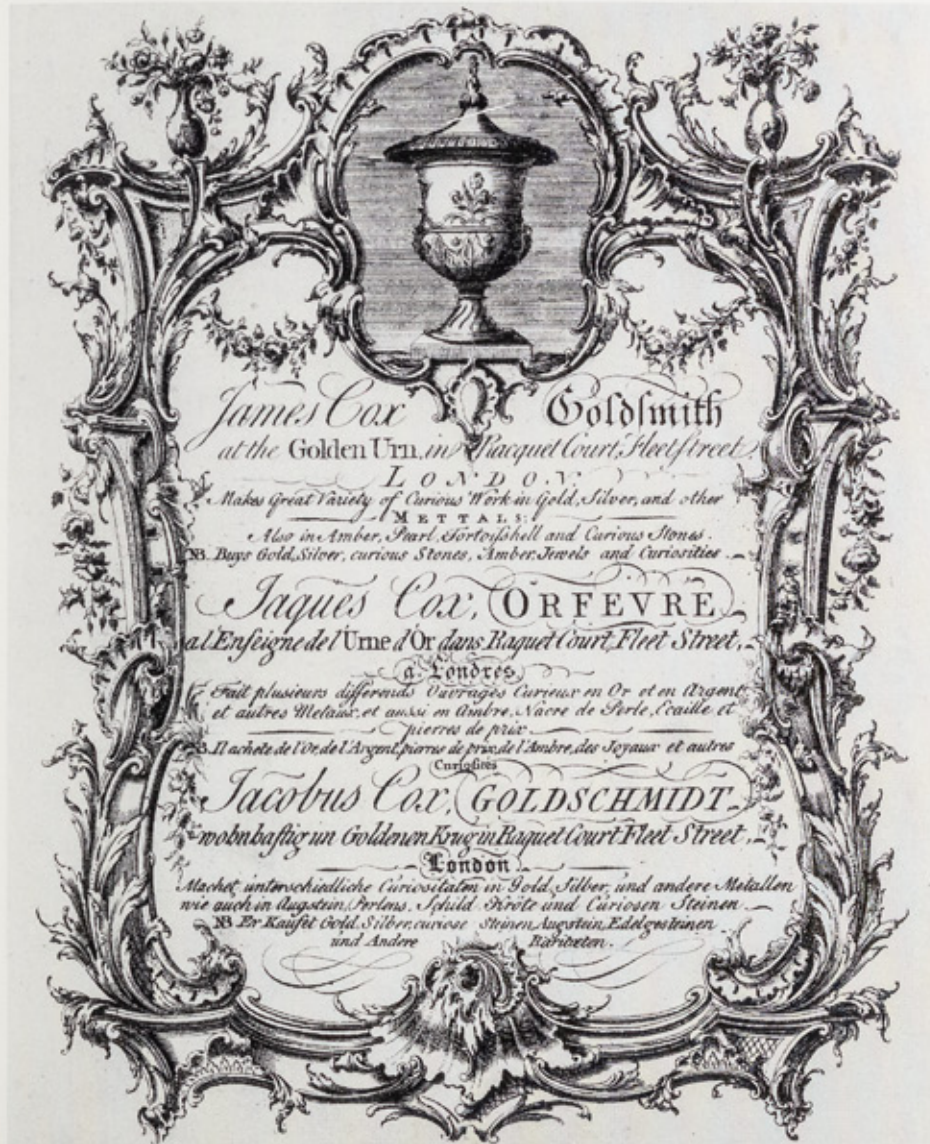 James Cox Goldſmith
at the Golden Urn, in Racquet Court, Fleetſtreet
LONDON,
Makes Great Variety of Curious Work in Gold, Silver, and other
METTALS:
Also in Amber, Pearl, Tortoiſshell and Curious Stones.
NB. Buys Gold, Silver, curious Stones, Amber, Jewels and Curiosities.
Jaques Cox, ORFEVRE
a l'Enſeigne de l'Urne d'Or dans Raquet Court, Fleet Street,
a Londres,
Fait plusieurs differends Ouvrages Curieux en Or et en Argent,
et autres Metaux, et aussi en Ambre, Nacre de Perle, Ecaille et
pierres de prix
NB. Il achete de l'Or, de l'Argent, pierres de prix, de l'Ambre, des Joyaux et autres
Curiosites
Jacobus Cox, GOLDSCHMIDT
wohnhafftig un Goldenen Krug in Raquet Court Fleet Street,
London.
Machet unterschiedliche Curiositaten in Gold, Silber, und andere Metallen
wie auch in Augstein, Perlens, Schild Kröte und Curiosen Steinen
NB. Er Kaufet Gold, Silber, curiose Steinen Augstein, Edelgesteinen
und Andere Raritæten.